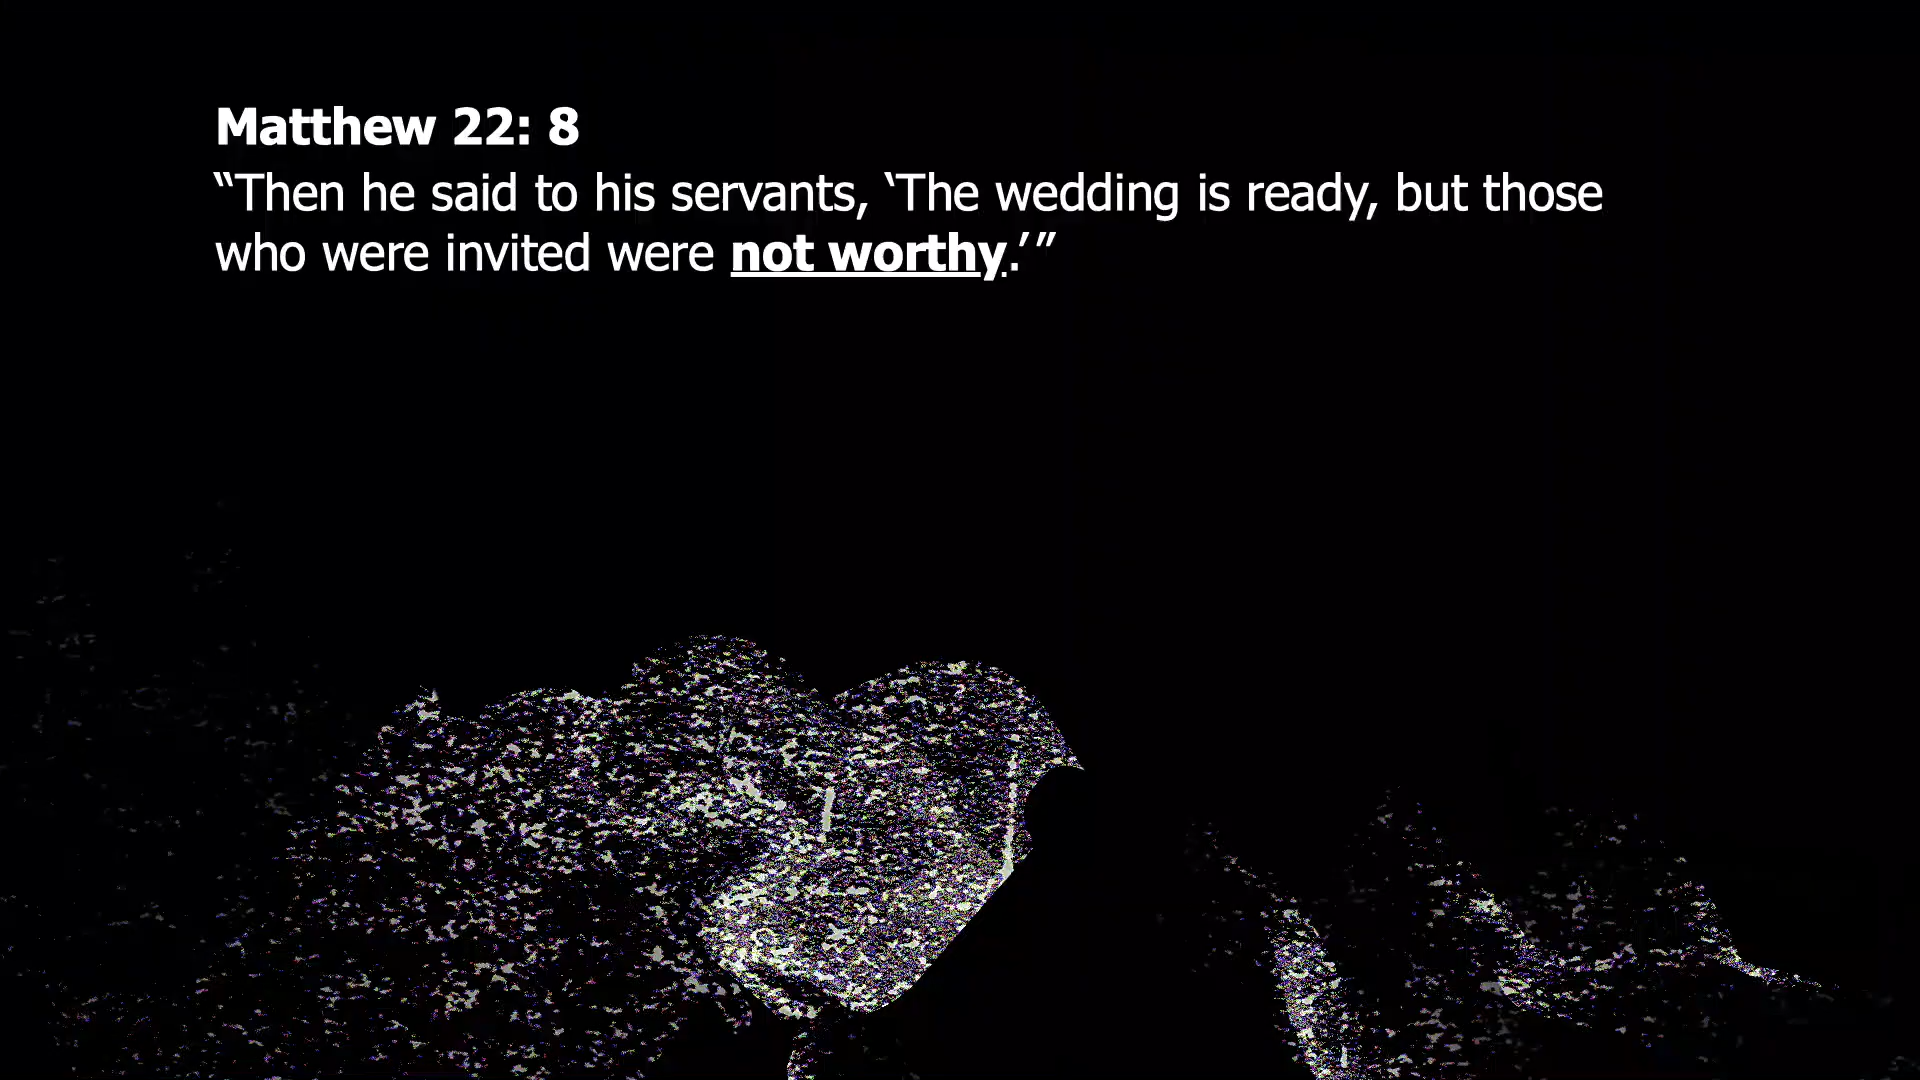 Matthew 22: 8
“Then he said to his servants, ‘The wedding is ready, but those
who were invited were not worthy.’ ”